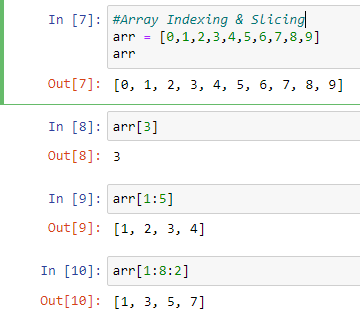 In [7]: #Array Indexing & Slicing
arr = [0,1,2,3,4,5,6,7,8,9]
arr
Out[7]: [0, 1, 2, 3, 4, 5, 6, 7, 8, 9]
In [8]: arr[3]
Out[8]: 3
In [9]: arr[1:5]
Out[9]: [1, 2, 3, 4]
In [10]: arr[1:8:2]
Out[10]: [1, 3, 5, 7]